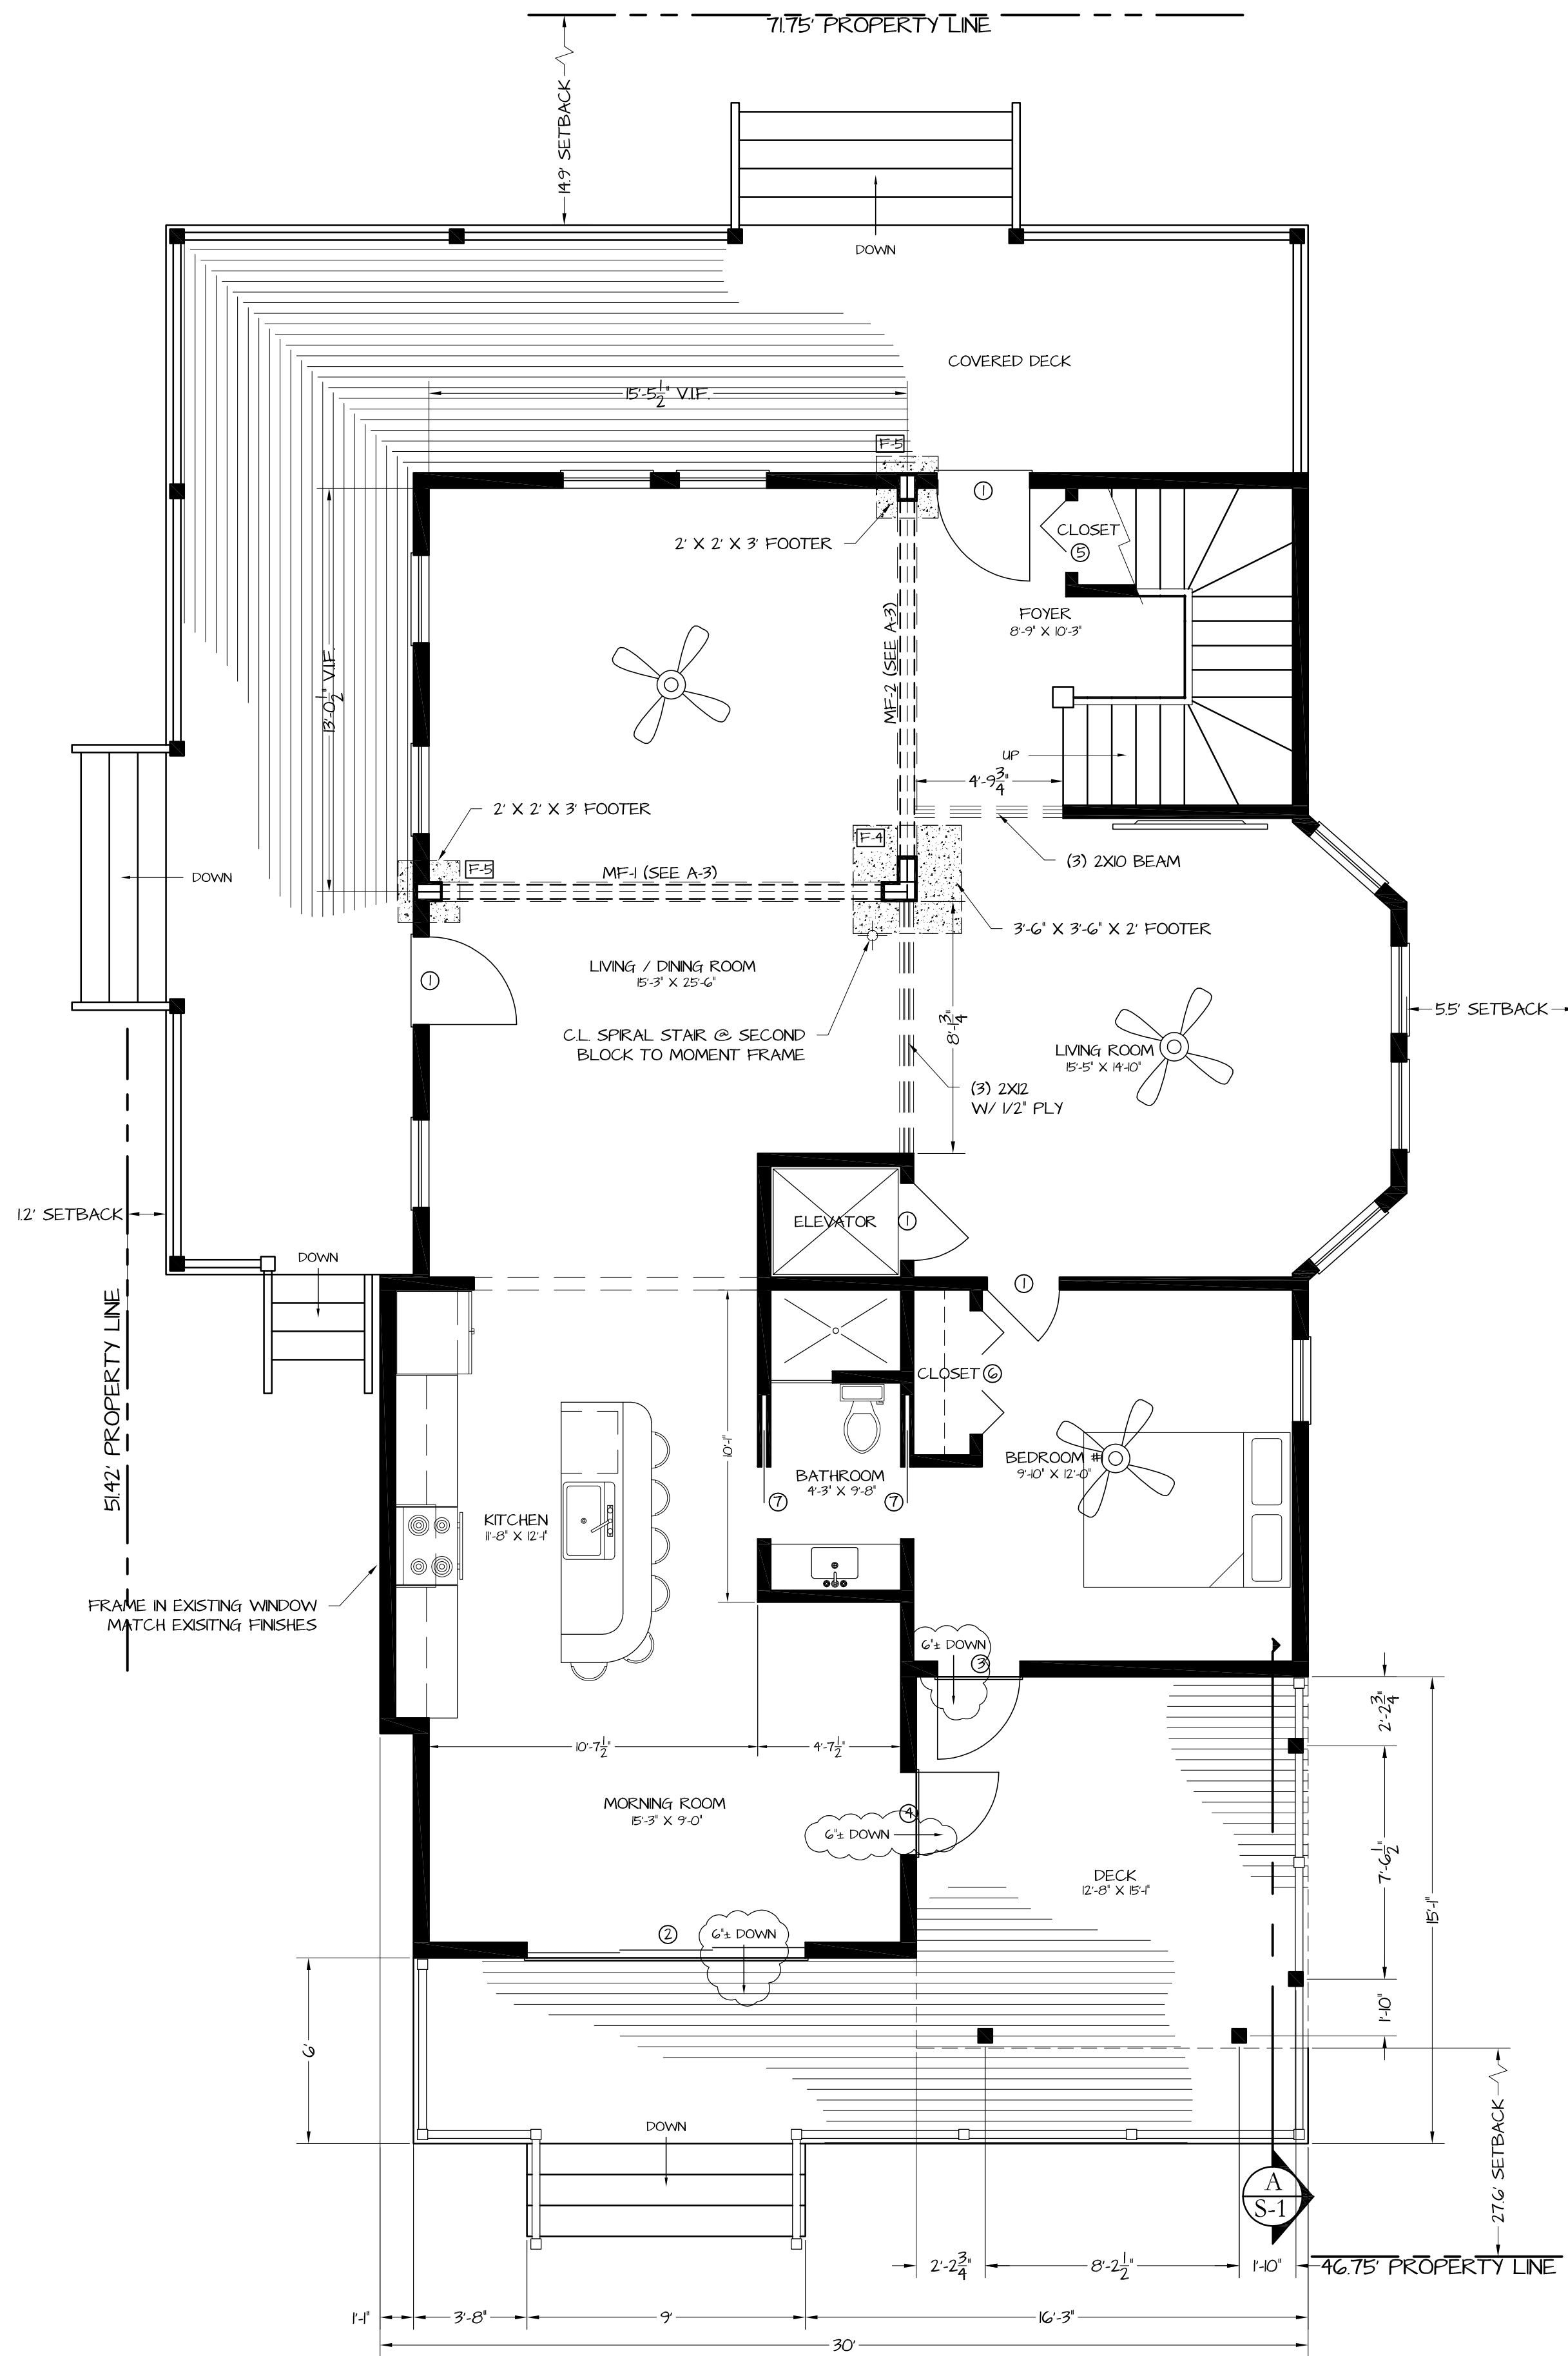 71.75' PROPERTY LINE
14.9' SETBACK
DOWN
COVERED DECK
15'-5 1/2" V.I.F.
F-5
1
CLOSET
5
2' X 2' X 3' FOOTER
FOYER
8'-9" X 10'-3"
MF-2 (SEE A-3)
13'-0 1/2" V.I.F.
UP
4'-9 3/4"
2' X 2' X 3' FOOTER
F-4
(3) 2X10 BEAM
F-5
MF-1 (SEE A-3)
DOWN
3'-6" X 3'-6" X 2' FOOTER
LIVING / DINING ROOM
15'-3" X 25'-6"
1
5.5' SETBACK
C.L. SPIRAL STAIR @ SECOND
BLOCK TO MOMENT FRAME
8'-1 3/4"
LIVING ROOM
15'-5" X 14'-10"
(3) 2X12
W/ 1/2" PLY
1.2' SETBACK
ELEVATOR
1
DOWN
1
51.42' PROPERTY LINE
CLOSET 6
10'-1"
BEDROOM #
9'-10" X 12'-0"
BATHROOM
4'-3" X 9'-8"
7
7
KITCHEN
11'-8" X 12'-1"
FRAME IN EXISTING WINDOW
MATCH EXISITNG FINISHES
6"± DOWN
3
2'-2 3/4"
10'-7 1/2"
4'-7 1/2"
MORNING ROOM
15'-3" X 9'-0"
4
6"± DOWN
7'-6 1/2"
DECK
12'-8" X 15'-1"
15'-1"
2
6"± DOWN
1'-10"
6'
DOWN
27.6' SETBACK
A
S-1
2'-2 3/4"
8'-2 1/2"
1'-10"
46.75' PROPERTY LINE
1'-1"
3'-8"
9'
16'-3"
30'